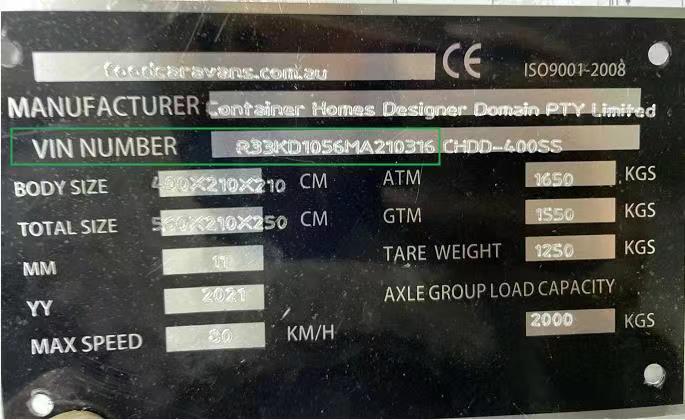 foodcaravans.com.au CE ISO9001-2008
MANUFACTURER Container Homes Designer Domain PTY Limited
VIN NUMBER R33KD1056MA210316 CHDD-400SS
BODY SIZE 400X210X210 CM ATM 1650 KGS
TOTAL SIZE 560X210X250 CM GTM 1550 KGS
MM 11 TARE WEIGHT 1250 KGS
YY 2021 AXLE GROUP LOAD CAPACITY
MAX SPEED 80 KM/H 2000 KGS